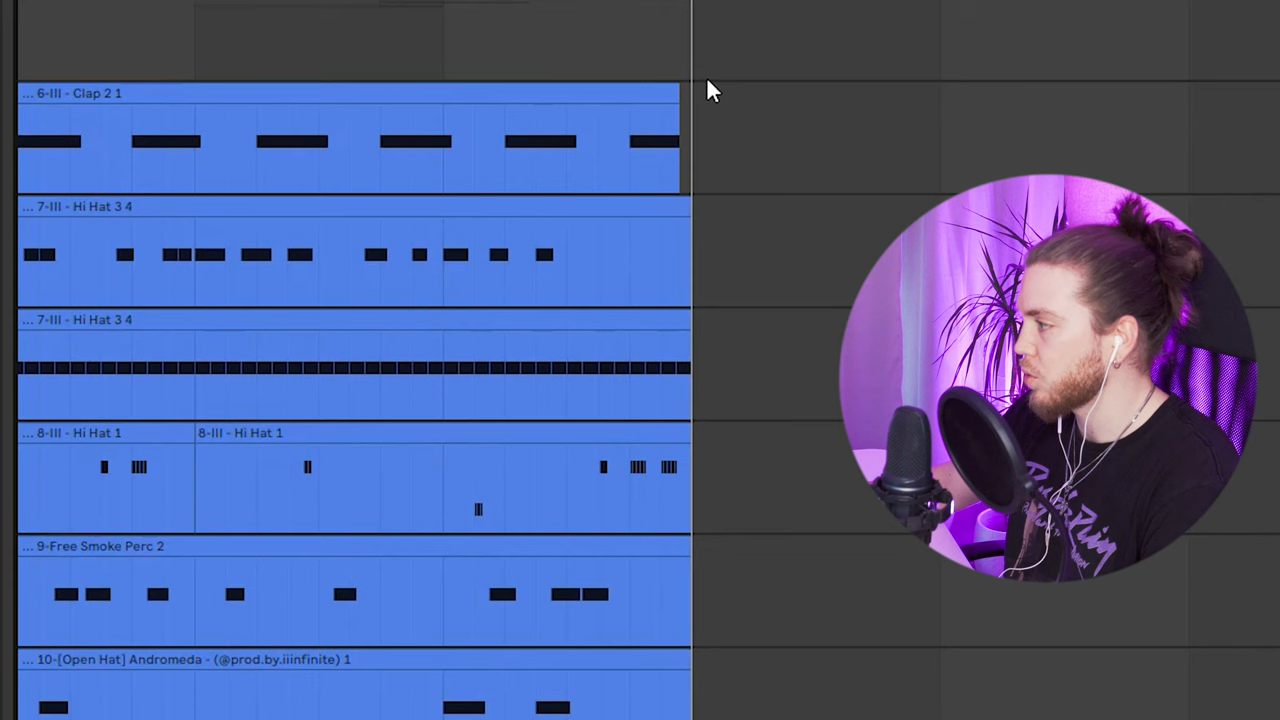 ... 6-III - Clap 2 1
... 7-III - Hi Hat 3 4
... 7-III - Hi Hat 3 4
... 8-III - Hi Hat 1
8-III - Hi Hat 1
... 9-Free Smoke Perc 2
... 10-[Open Hat] Andromeda - (@prod.by.iiinfinite) 1